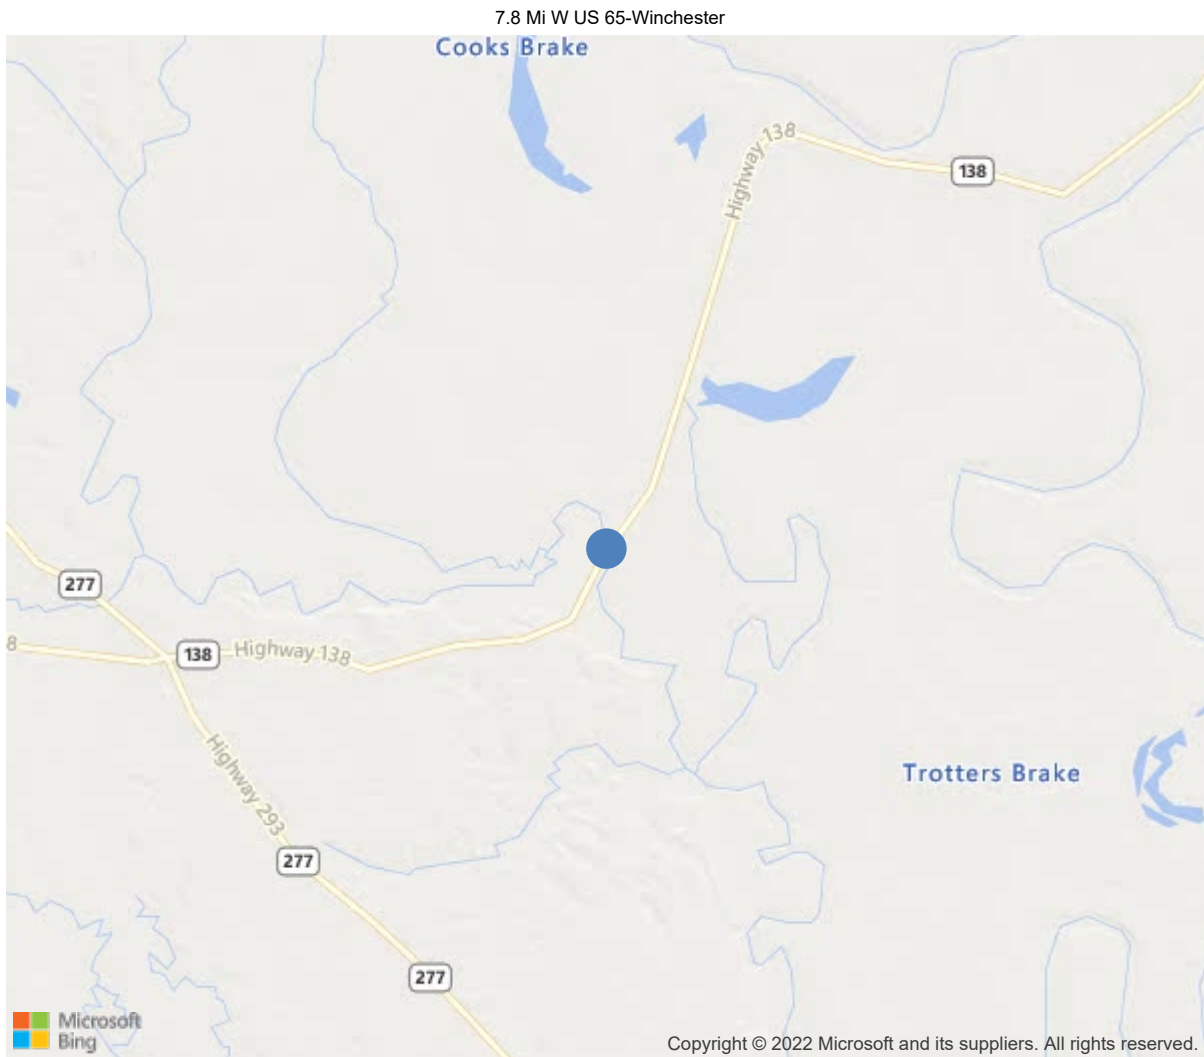 7.8 Mi W US 65-Winchester
Cooks Brake
Highway 138
138
277
8
138
Highway 138
Highway 293
Trotters Brake
277
277
Microsoft
Bing
Copyright © 2022 Microsoft and its suppliers. All rights reserved.